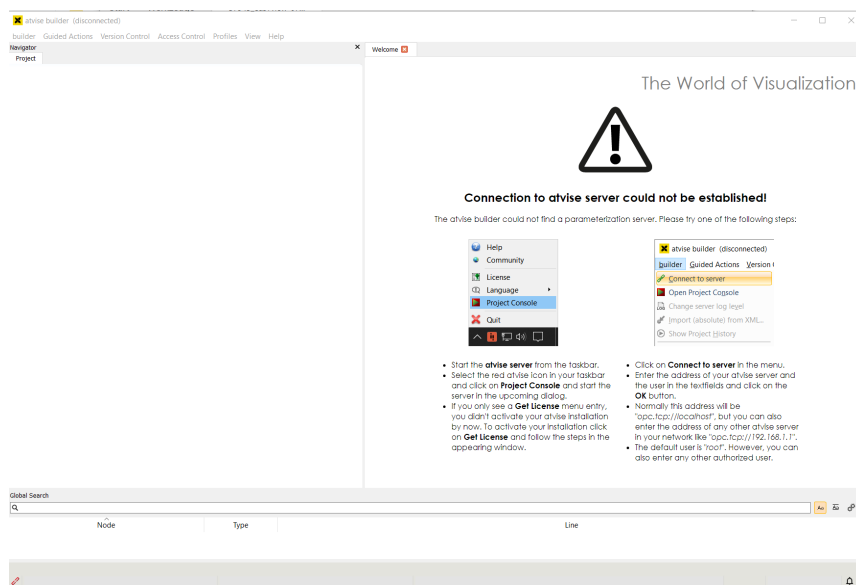 atvise builder (disconnected)
builder Guided Actions Version Control Access Control Profiles View Help
Navigator
Project
Welcome
The World of Visualization
Connection to atvise server could not be established!
The atvise builder could not find a parameterization server. Please try one of the following steps:
Help
Community
License
Language
Project Console
Quit
Start the atvise server from the taskbar.
Select the red atvise icon in your taskbar
and click on Project Console and start the
server in the upcoming dialog.
If you only see a Get License menu entry,
you didn't activate your atvise installation
by now. To activate your installation click
on Get License and follow the steps in the
appearing window.
atvise builder (disconnected)
builder Guided Actions Version
Connect to server
Open Project Console
Change server log level
Import (absolute) from XML...
Show Project History
Click on Connect to server in the menu.
Enter the address of your atvise server and
the user in the textfields and click on the
OK button.
Normally this address will be
"opc.tcp://localhost", but you can also
enter the address of any other atvise server
in your network like "opc.tcp://192.168.1.1".
The default user is "root". However, you can
also enter any other authorized user.
Global Search
Node Type Line